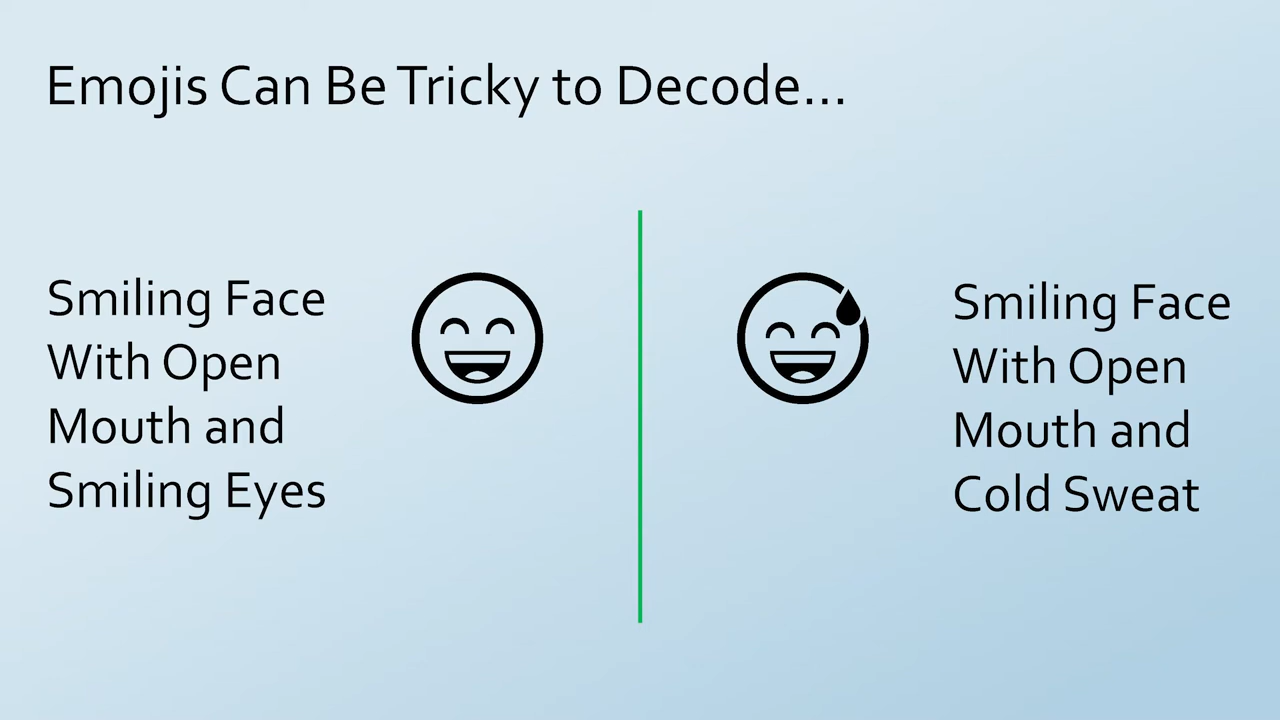 Emojis Can Be Tricky to Decode...
Smiling Face
With Open
Mouth and
Smiling Eyes
Smiling Face
With Open
Mouth and
Cold Sweat